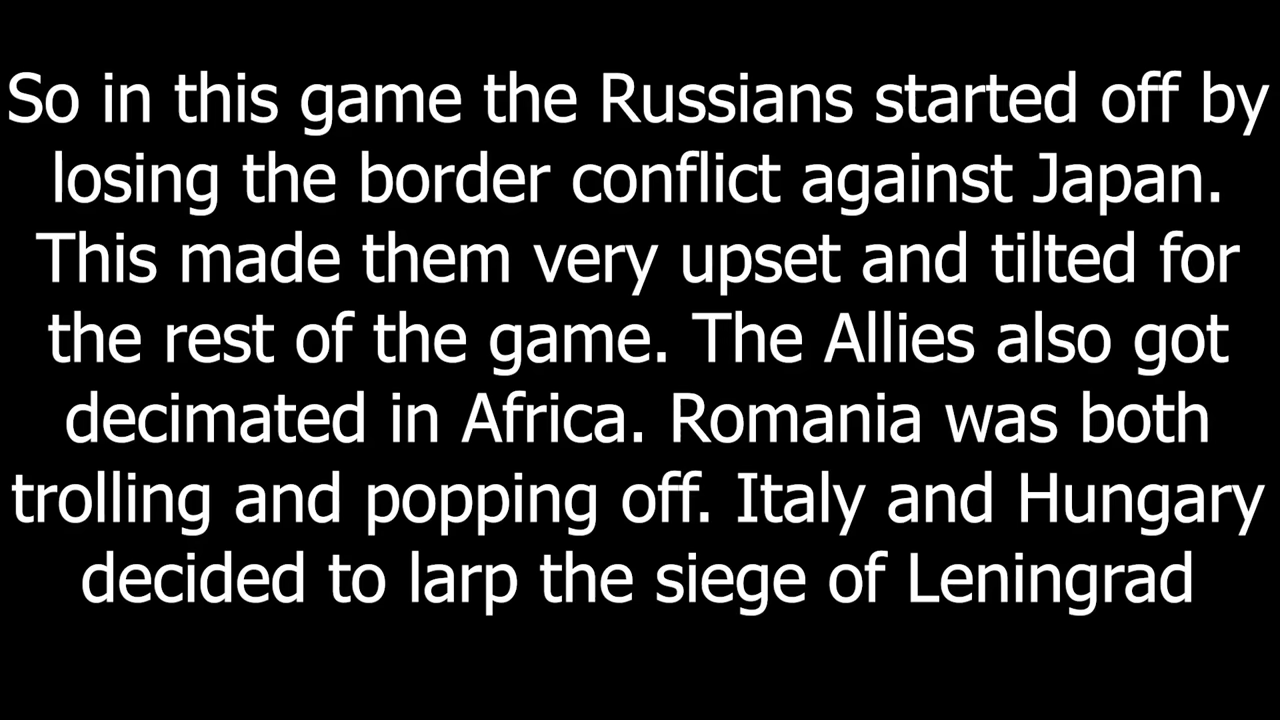 So in this game the Russians started off by
losing the border conflict against Japan.
This made them very upset and tilted for
the rest of the game. The Allies also got
decimated in Africa. Romania was both
trolling and popping off. Italy and Hungary
decided to larp the siege of Leningrad